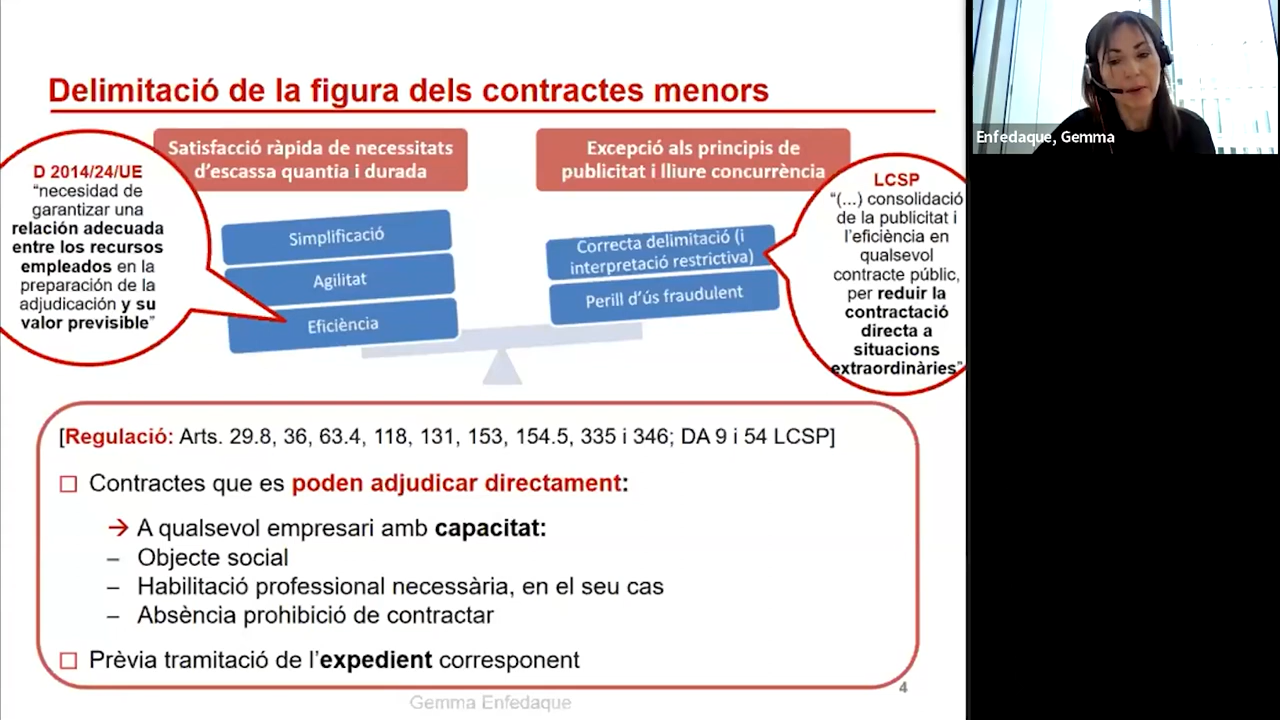 Delimitació de la figura dels contractes menors
Satisfacció ràpida de necessitats
d'escassa quantia i durada
Excepció als principis de
publicitat i lliure concurrència
D 2014/24/UE
“necesidad de
garantizar una
relación adecuada
entre los recursos
empleados en la
preparación de la
adjudicación y su
valor previsible”
Simplificació
Agilitat
Eficiència
Correcta delimitació (i
interpretació restrictiva)
Perill d'ús fraudulent
LCSP
“(...) consolidació
de la publicitat i
l'eficiència en
qualsevol
contracte públic,
per reduir la
contractació
directa a
situacions
extraordinàries”
[Regulació: Arts. 29.8, 36, 63.4, 118, 131, 153, 154.5, 335 i 346; DA 9 i 54 LCSP]
Contractes que es poden adjudicar directament:
→ A qualsevol empresari amb capacitat:
– Objecte social
– Habilitació professional necessària, en el seu cas
– Absència prohibició de contractar
Prèvia tramitació de l'expedient corresponent
4
Gemma Enfedaque
Enfedaque, Gemma